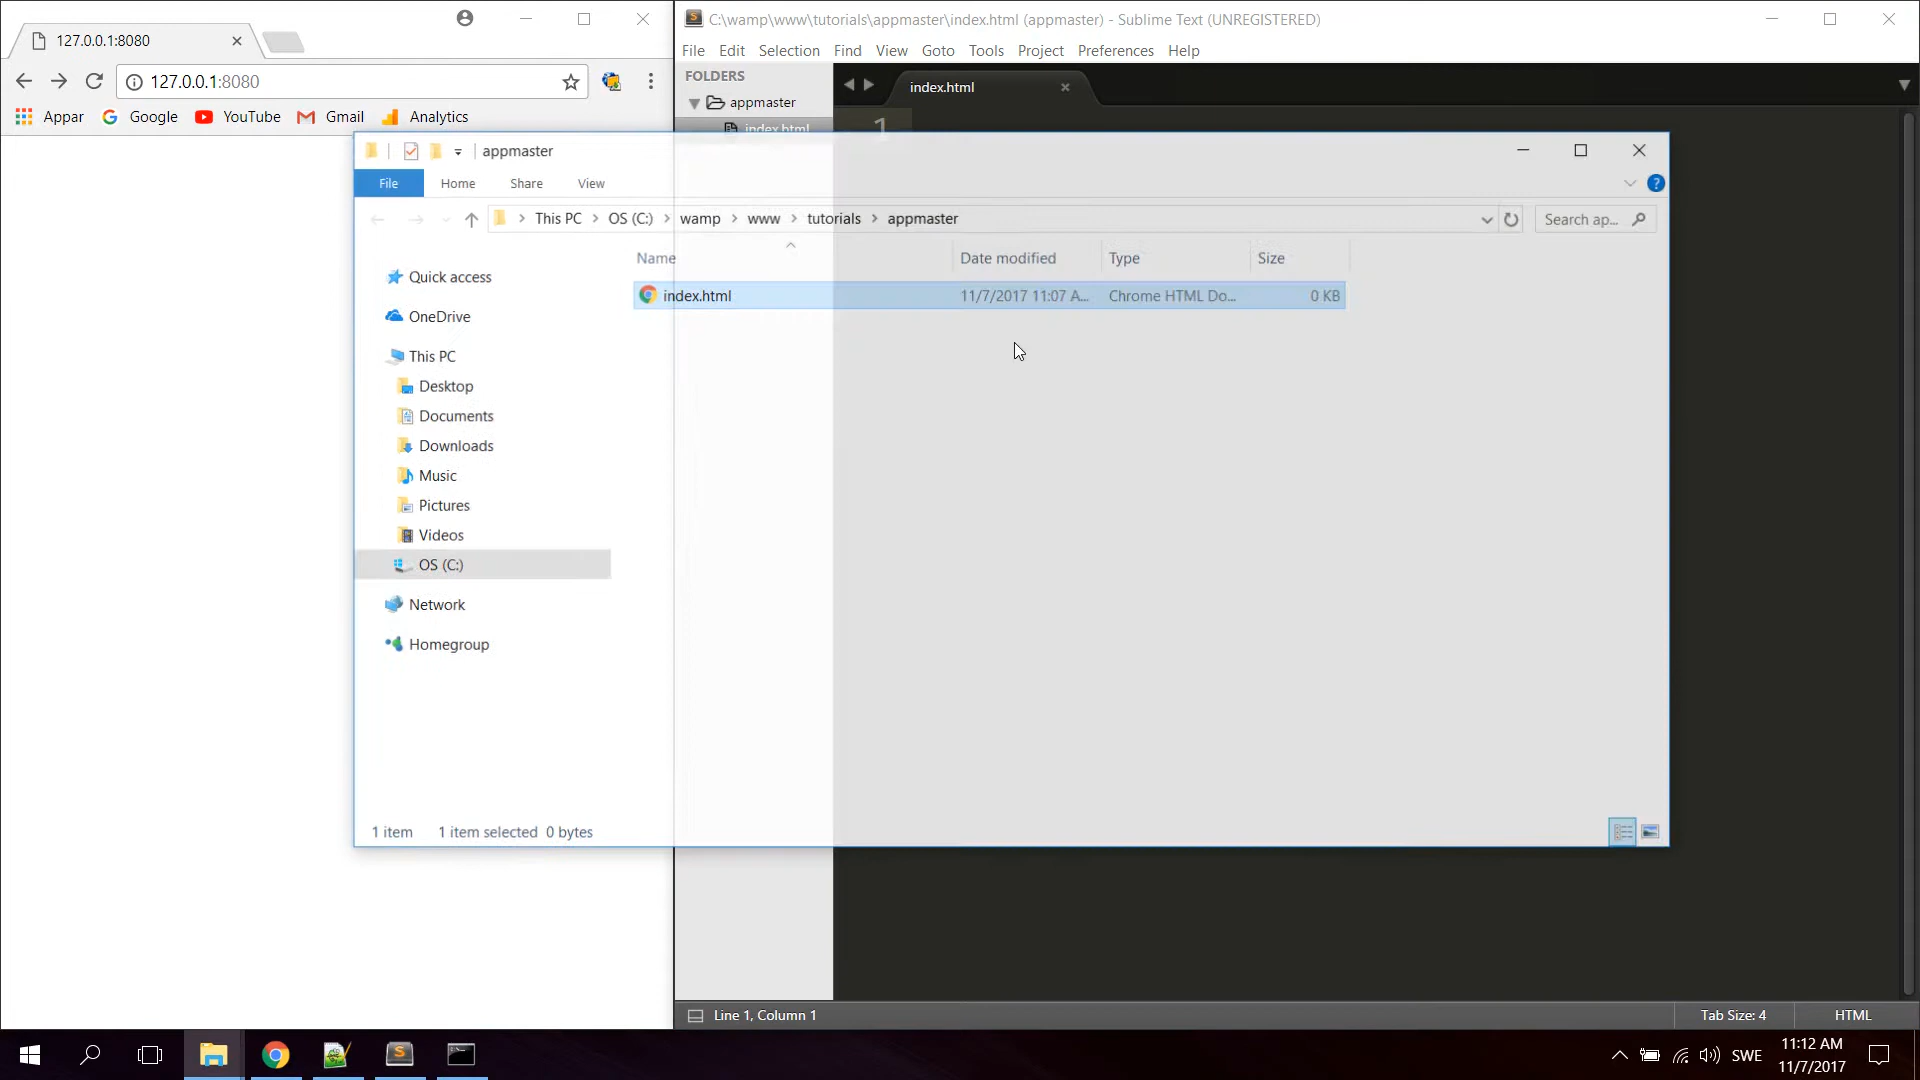 127.0.0.1:8080
127.0.0.1:8080
Appar Google YouTube Gmail Analytics
C:\wamp\www\tutorials\appmaster\index.html (appmaster) - Sublime Text (UNREGISTERED)
File Edit Selection Find View Goto Tools Project Preferences Help
FOLDERS
appmaster
index.html
index.html
1
appmaster
File Home Share View
This PC OS (C:) wamp www tutorials appmaster
Search ap...
Name Date modified Type Size
index.html 11/7/2017 11:07 A... Chrome HTML Do... 0 KB
Quick access
OneDrive
This PC
Desktop
Documents
Downloads
Music
Pictures
Videos
OS (C:)
Network
Homegroup
1 item 1 item selected 0 bytes
Line 1, Column 1 Tab Size: 4 HTML
SWE
11:12 AM
11/7/2017